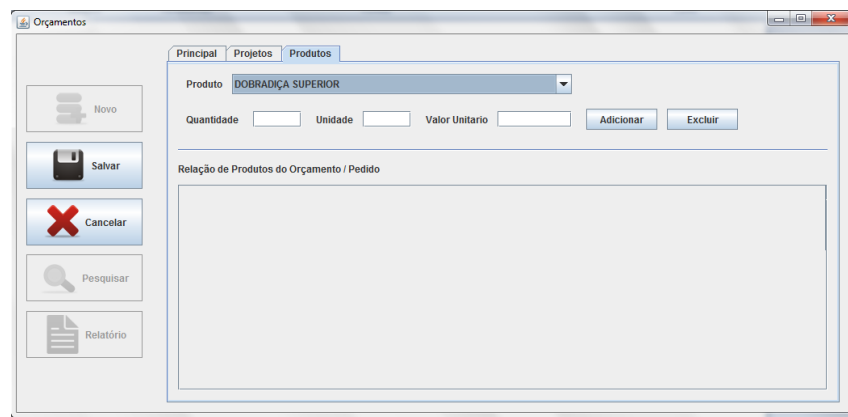 Orçamentos
Principal Projetos Produtos
Produto DOBRADIÇA SUPERIOR
Novo
Quantidade Unidade Valor Unitario Adicionar Excluir
Salvar
Relação de Produtos do Orçamento / Pedido
Cancelar
Pesquisar
Relatório